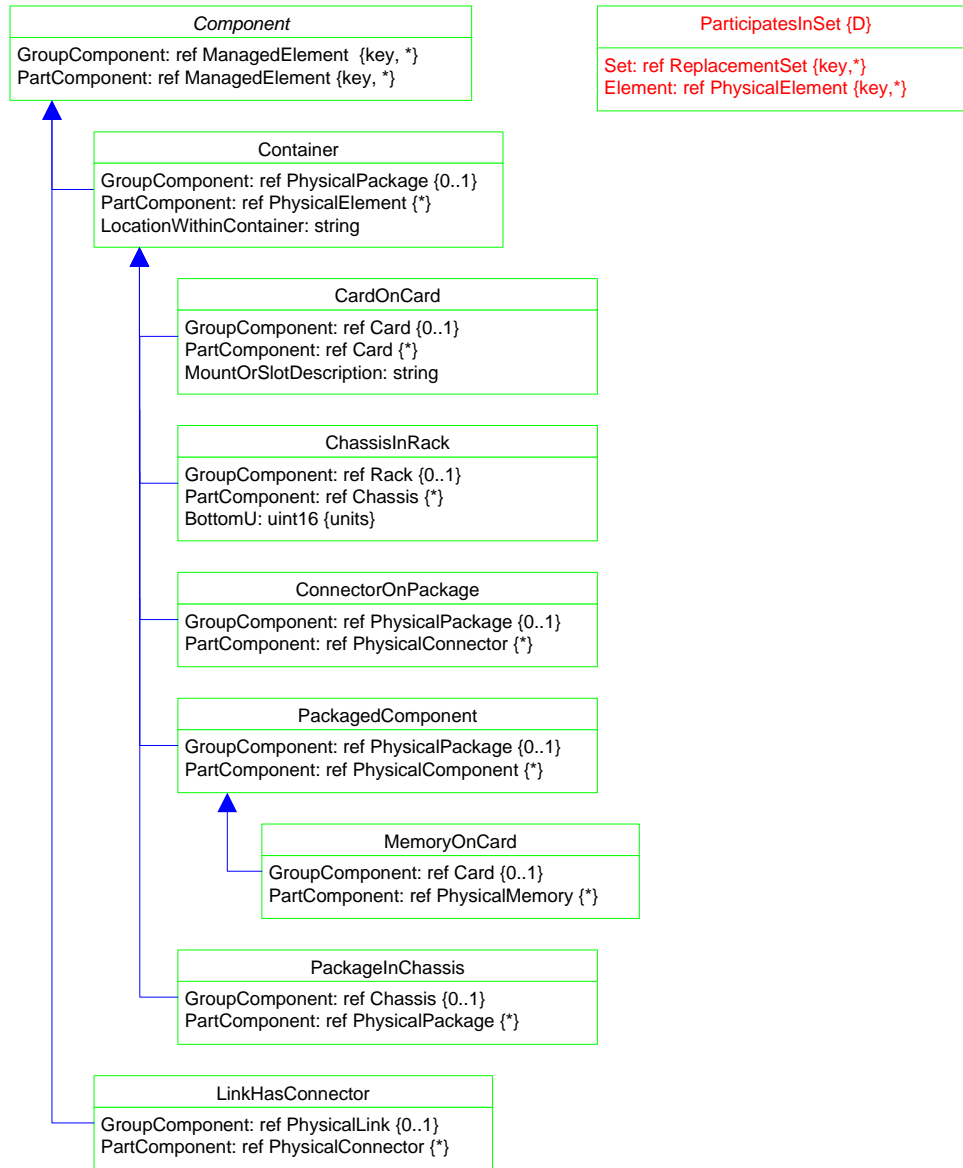 Component
GroupComponent: ref ManagedElement  {key, *}
PartComponent: ref ManagedElement {key, *}
ParticipatesInSet {D}
Set: ref ReplacementSet {key,*}
Element: ref PhysicalElement {key,*}
Container
GroupComponent: ref PhysicalPackage {0..1}
PartComponent: ref PhysicalElement {*}
LocationWithinContainer: string
CardOnCard
GroupComponent: ref Card {0..1}
PartComponent: ref Card {*}
MountOrSlotDescription: string
ChassisInRack
GroupComponent: ref Rack {0..1}
PartComponent: ref Chassis {*}
BottomU: uint16 {units}
ConnectorOnPackage
GroupComponent: ref PhysicalPackage {0..1}
PartComponent: ref PhysicalConnector {*}
PackagedComponent
GroupComponent: ref PhysicalPackage {0..1}
PartComponent: ref PhysicalComponent {*}
MemoryOnCard
GroupComponent: ref Card {0..1}
PartComponent: ref PhysicalMemory {*}
PackageInChassis
GroupComponent: ref Chassis {0..1}
PartComponent: ref PhysicalPackage {*}
LinkHasConnector
GroupComponent: ref PhysicalLink {0..1}
PartComponent: ref PhysicalConnector {*}